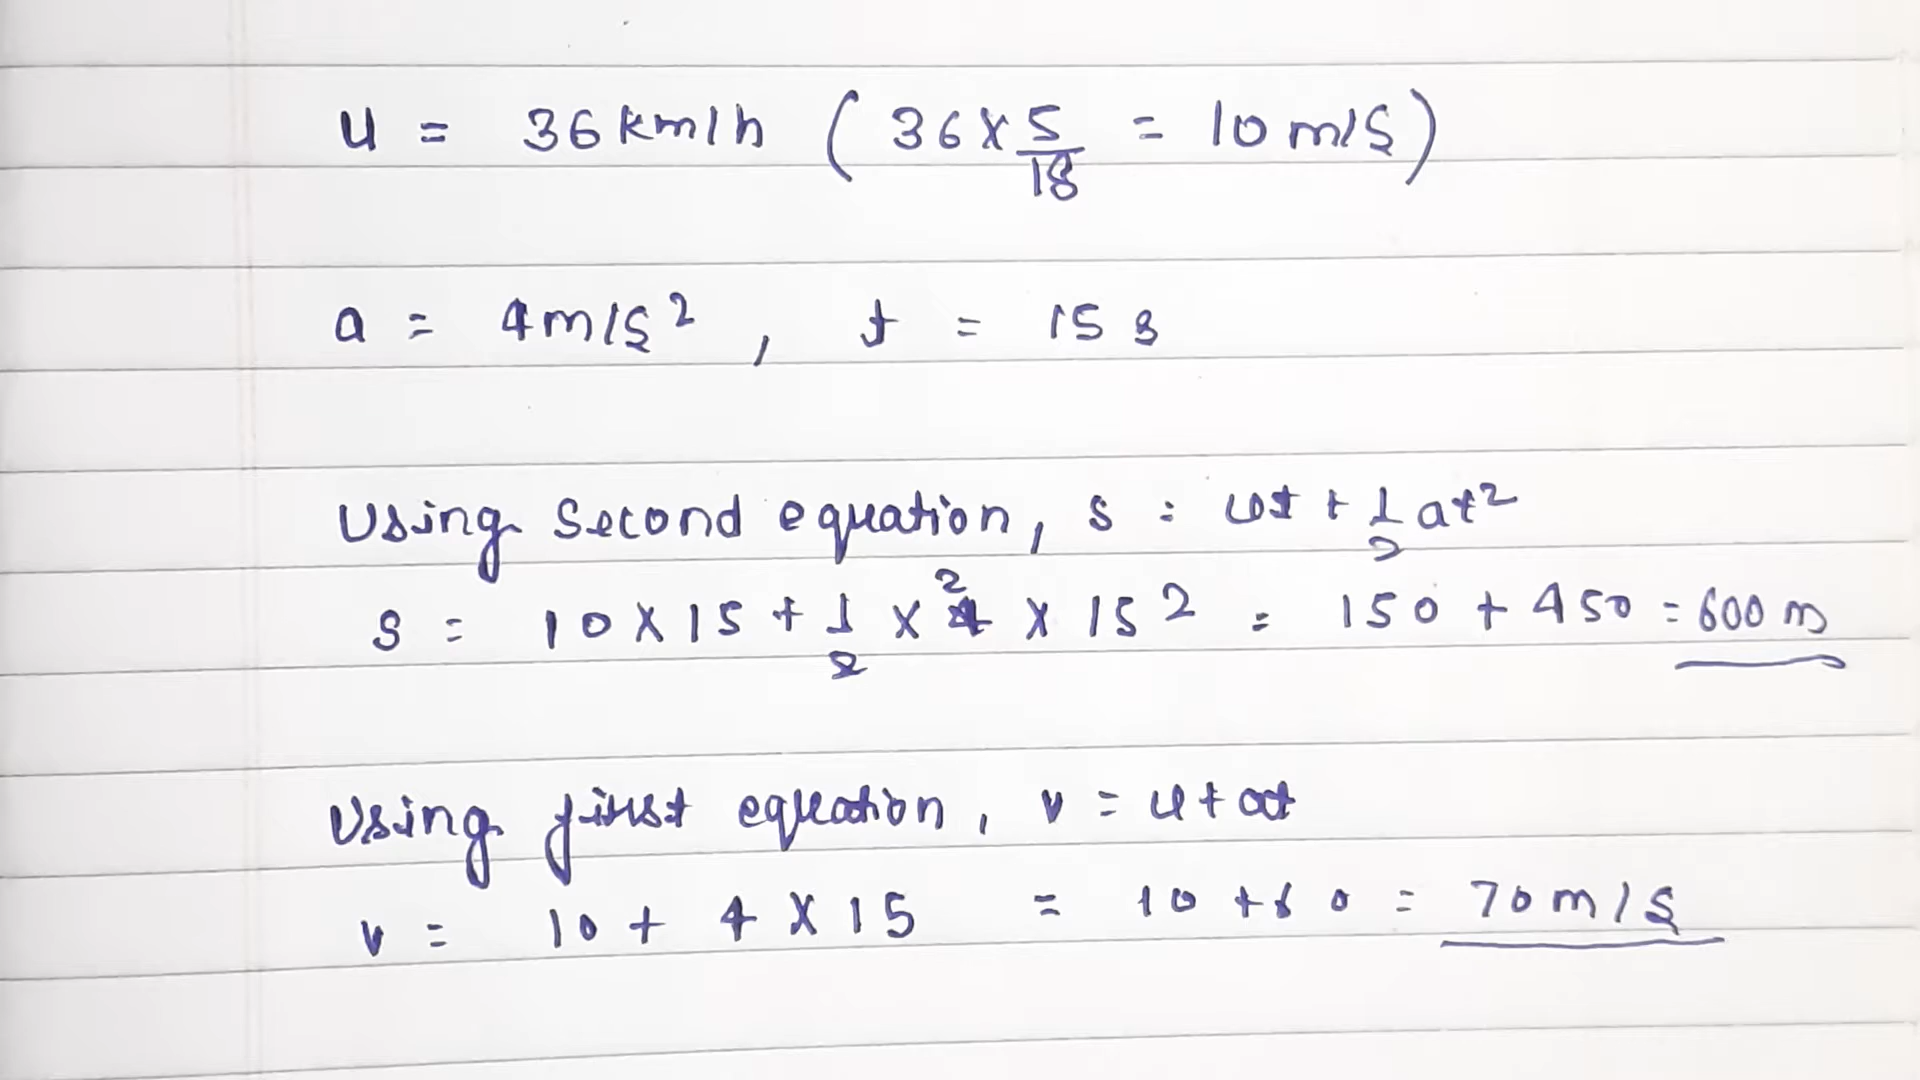 u = 36 km/h ( 36 × 5/18 = 10 m/s )
a = 4 m/s² , t = 15 s
Using second equation, s = ut + 1/2 at²
s = 10 × 15 + 1/2 × 4 2 × 15² = 150 + 450 = 600 m
Using first equation, v = u + at
v = 10 + 4 × 15 = 10 + 60 = 70 m/s